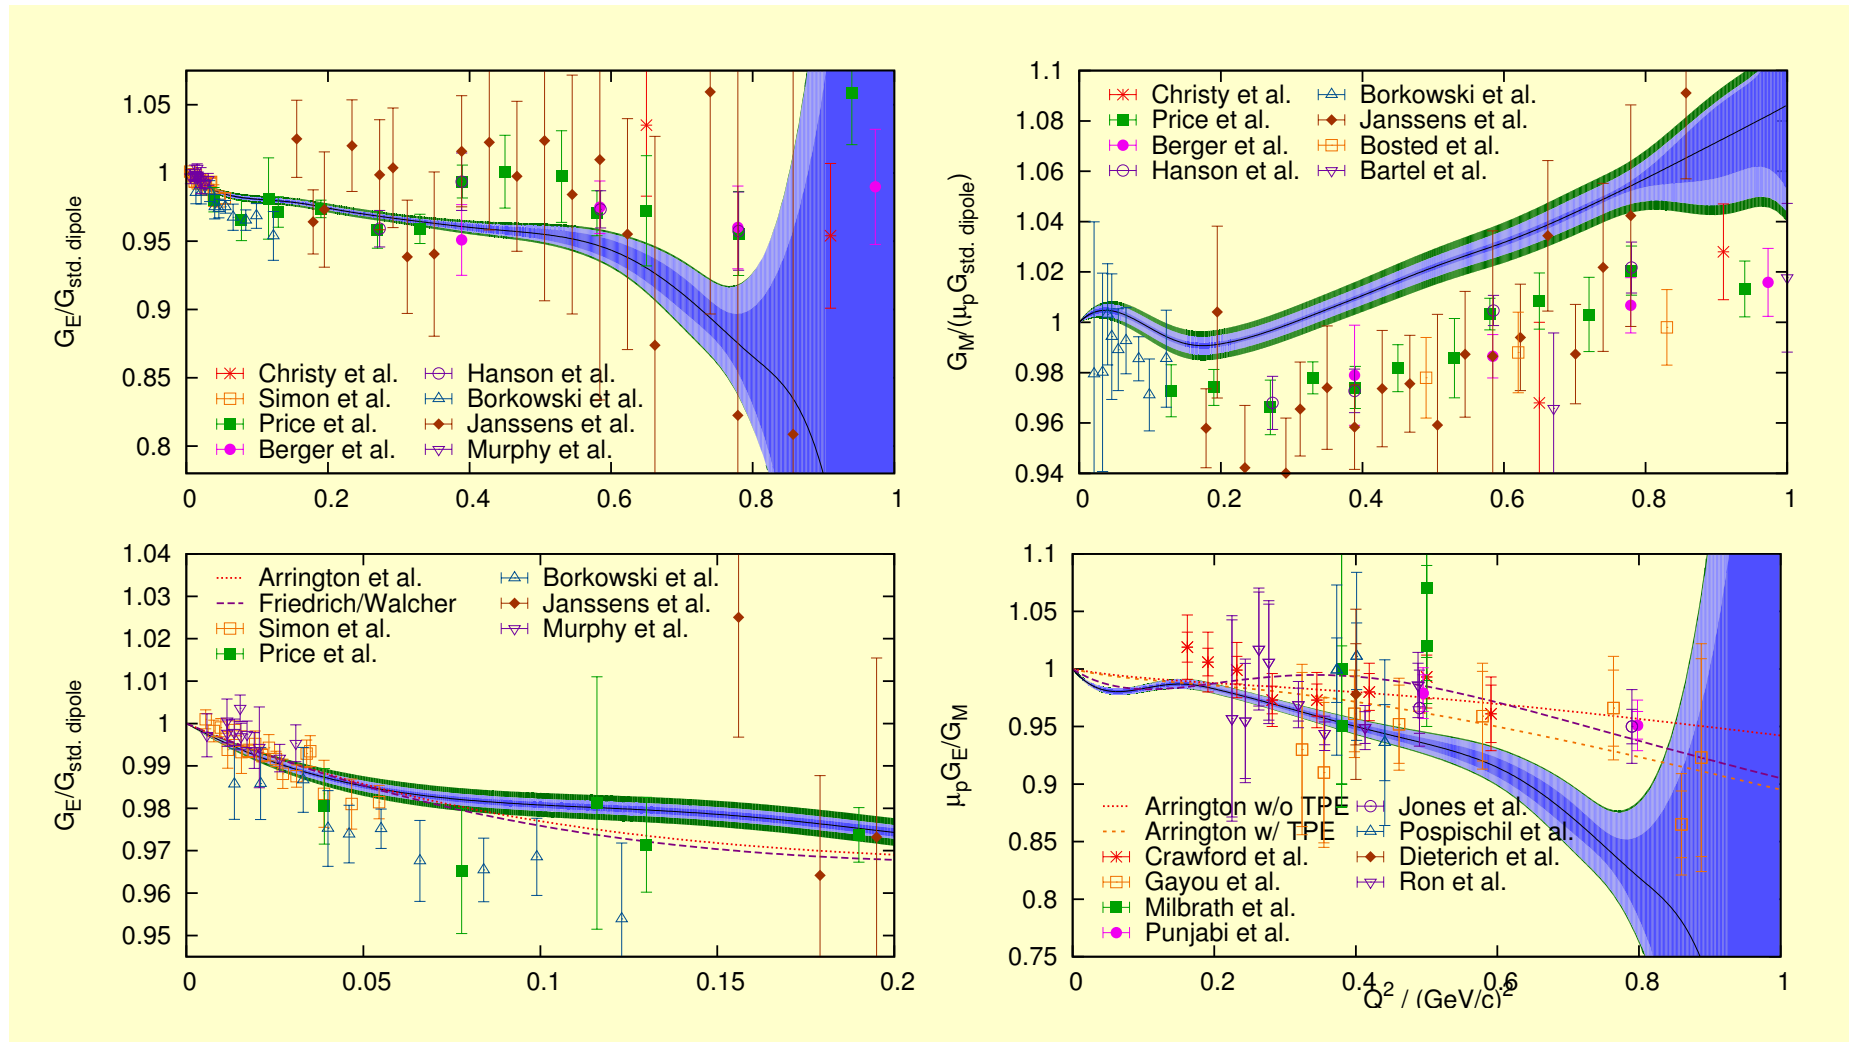 1.05
1
0.95
0.9
0.85
0.8
G_E/G_std. dipole
Christy et al.
Simon et al.
Price et al.
Berger et al.
Hanson et al.
Borkowski et al.
Janssens et al.
Murphy et al.
0 0.2 0.4 0.6 0.8 1
1.1
1.08
1.06
1.04
1.02
1
0.98
0.96
0.94
G_M/(μ_p G_std. dipole)
Christy et al.
Price et al.
Berger et al.
Hanson et al.
Borkowski et al.
Janssens et al.
Bosted et al.
Bartel et al.
0 0.2 0.4 0.6 0.8 1
1.04
1.03
1.02
1.01
1
0.99
0.98
0.97
0.96
0.95
G_E/G_std. dipole
Arrington et al.
Friedrich/Walcher
Simon et al.
Price et al.
Borkowski et al.
Janssens et al.
Murphy et al.
0 0.05 0.1 0.15 0.2
1.1
1.05
1
0.95
0.9
0.85
0.8
0.75
μ_p G_E/G_M
Arrington w/o TPE
Arrington w/ TPE
Crawford et al.
Gayou et al.
Milbrath et al.
Punjabi et al.
Jones et al.
Pospischil et al.
Dieterich et al.
Ron et al.
0 0.2 0.4 0.6 0.8 1
Q² / (GeV/c)²